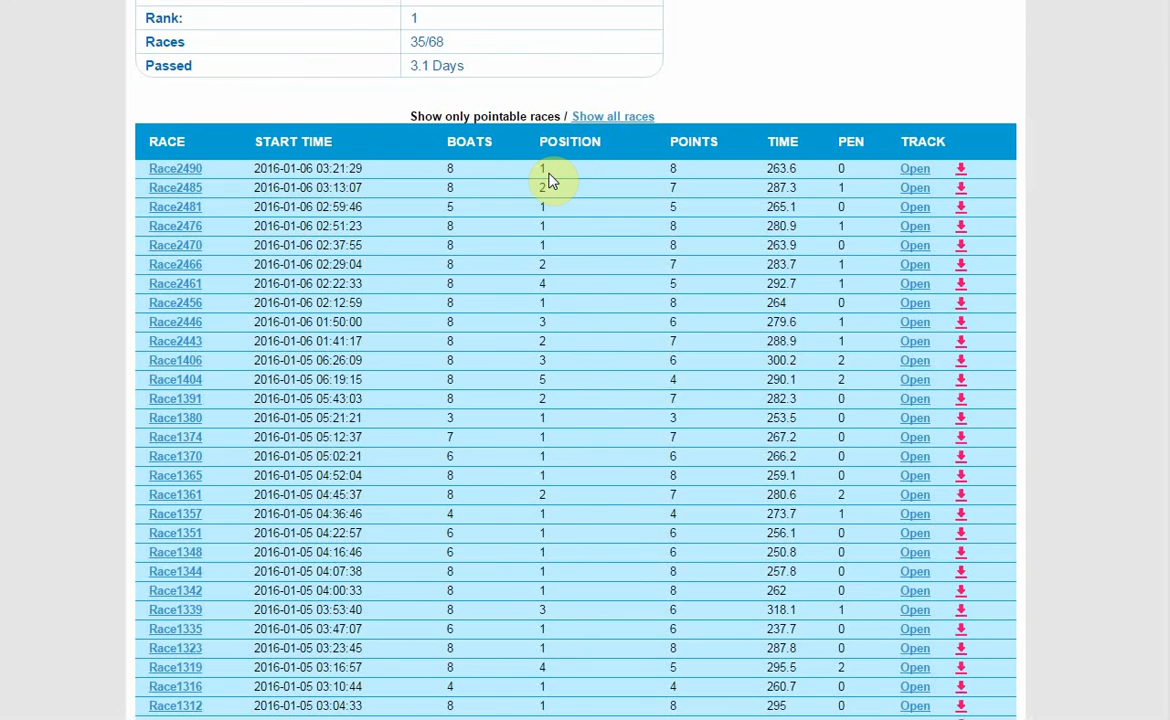 Rank: 1
Races 35/68
Passed 3.1 Days
Show only pointable races / Show all races
RACE START TIME BOATS POSITION POINTS TIME PEN TRACK
Race2490 2016-01-06 03:21:29 8 1 8 263.6 0 Open
Race2485 2016-01-06 03:13:07 8 2 7 287.3 1 Open
Race2481 2016-01-06 02:59:46 5 1 5 265.1 0 Open
Race2476 2016-01-06 02:51:23 8 1 8 280.9 1 Open
Race2470 2016-01-06 02:37:55 8 1 8 263.9 0 Open
Race2466 2016-01-06 02:29:04 8 2 7 283.7 1 Open
Race2461 2016-01-06 02:22:33 8 4 5 292.7 1 Open
Race2456 2016-01-06 02:12:59 8 1 8 264 0 Open
Race2446 2016-01-06 01:50:00 8 3 6 279.6 1 Open
Race2443 2016-01-06 01:41:17 8 2 7 288.9 1 Open
Race1406 2016-01-05 06:26:09 8 3 6 300.2 2 Open
Race1404 2016-01-05 06:19:15 8 5 4 290.1 2 Open
Race1391 2016-01-05 05:43:03 8 2 7 282.3 0 Open
Race1380 2016-01-05 05:21:21 3 1 3 253.5 0 Open
Race1374 2016-01-05 05:12:37 7 1 7 267.2 0 Open
Race1370 2016-01-05 05:02:21 6 1 6 266.2 0 Open
Race1365 2016-01-05 04:52:04 8 1 8 259.1 0 Open
Race1361 2016-01-05 04:45:37 8 2 7 280.6 2 Open
Race1357 2016-01-05 04:36:46 4 1 4 273.7 1 Open
Race1351 2016-01-05 04:22:57 6 1 6 256.1 0 Open
Race1348 2016-01-05 04:16:46 6 1 6 250.8 0 Open
Race1344 2016-01-05 04:07:38 8 1 8 257.8 0 Open
Race1342 2016-01-05 04:00:33 8 1 8 262 0 Open
Race1339 2016-01-05 03:53:40 8 3 6 318.1 1 Open
Race1335 2016-01-05 03:47:07 6 1 6 237.7 0 Open
Race1323 2016-01-05 03:23:45 8 1 8 287.8 0 Open
Race1319 2016-01-05 03:16:57 8 4 5 295.5 2 Open
Race1316 2016-01-05 03:10:44 4 1 4 260.7 0 Open
Race1312 2016-01-05 03:04:33 8 1 8 295 0 Open